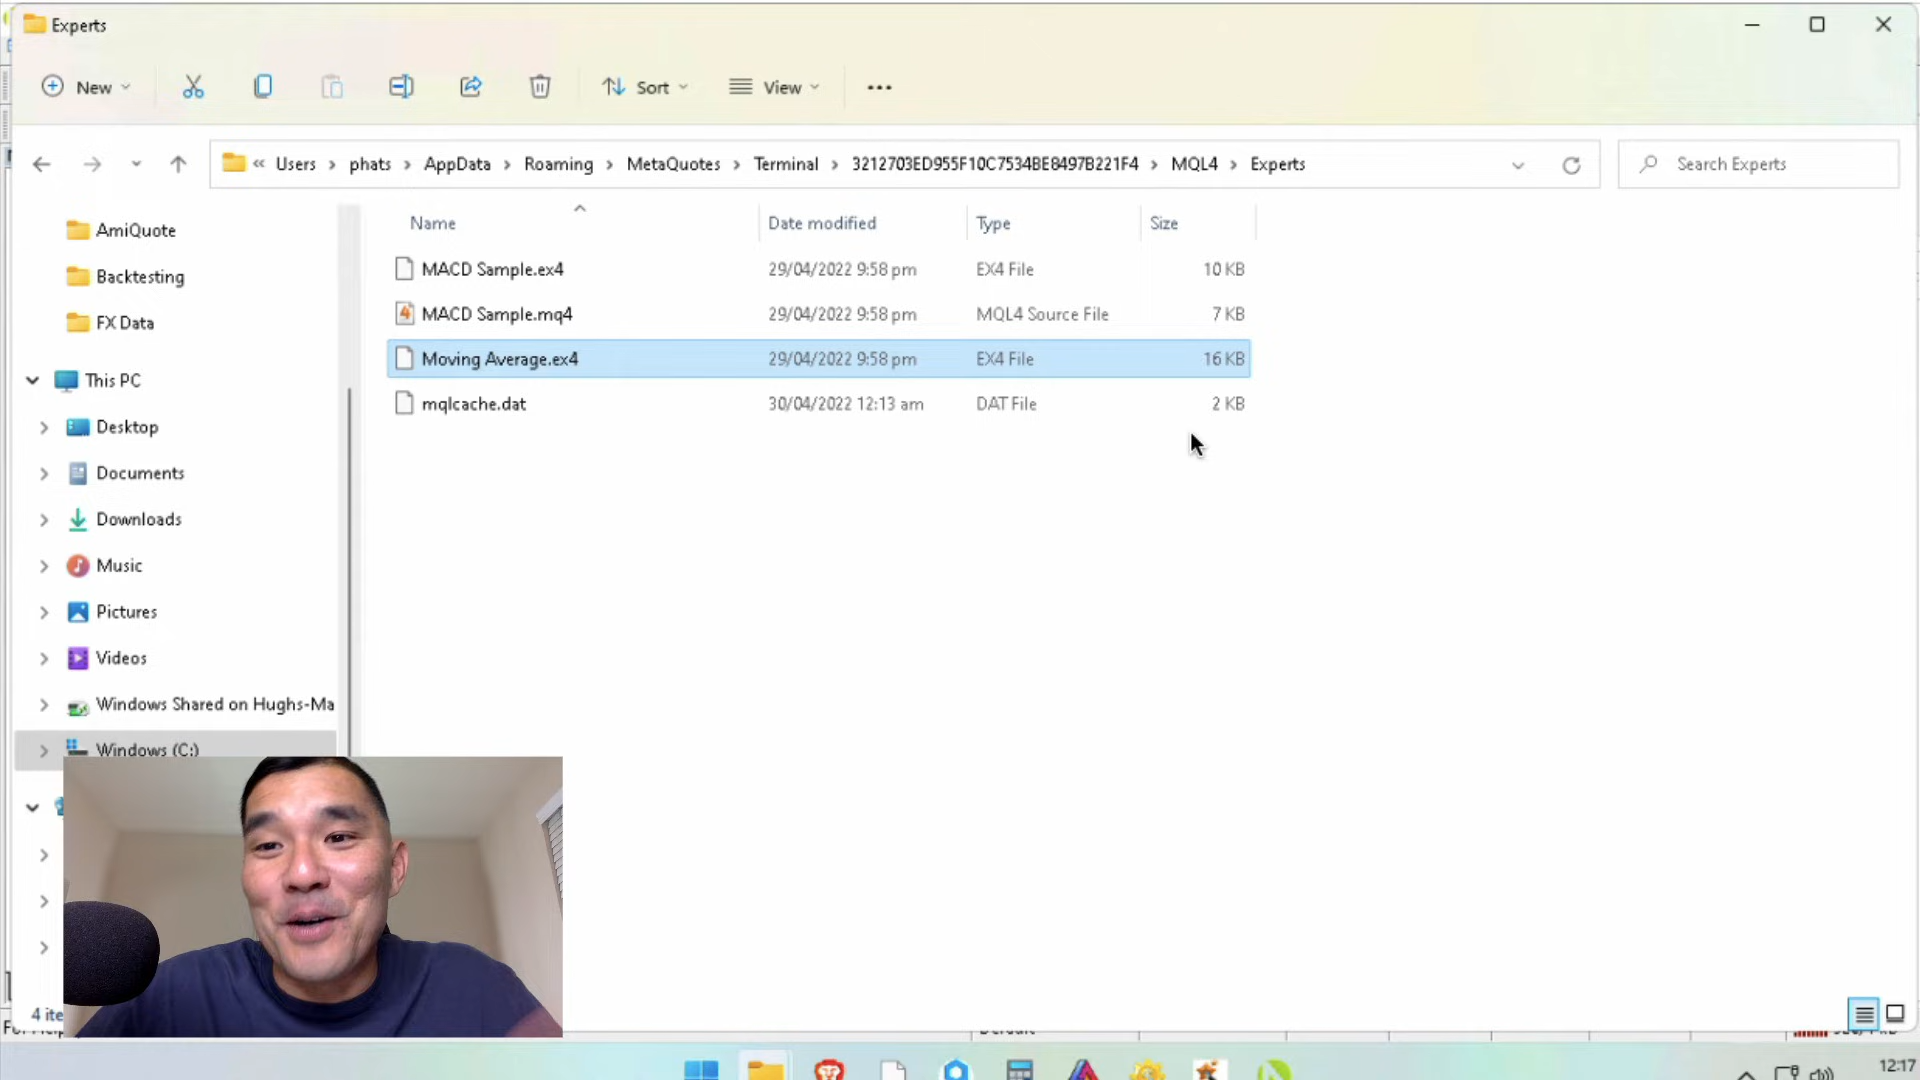 Experts
New
Sort
View
Users > phats > AppData > Roaming > MetaQuotes > Terminal > 3212703ED955F10C7534BE8497B221F4 > MQL4 > Experts
Search Experts
Name
Date modified
Type
Size
MACD Sample.ex4 29/04/2022 9:58 pm EX4 File 10 KB
MACD Sample.mq4 29/04/2022 9:58 pm MQL4 Source File 7 KB
Moving Average.ex4 29/04/2022 9:58 pm EX4 File 16 KB
mqlcache.dat 30/04/2022 12:13 am DAT File 2 KB
AmiQuote
Backtesting
FX Data
This PC
Desktop
Documents
Downloads
Music
Pictures
Videos
Windows Shared on Hughs-Ma
Windows (C:)
4 ite
Default
12:17